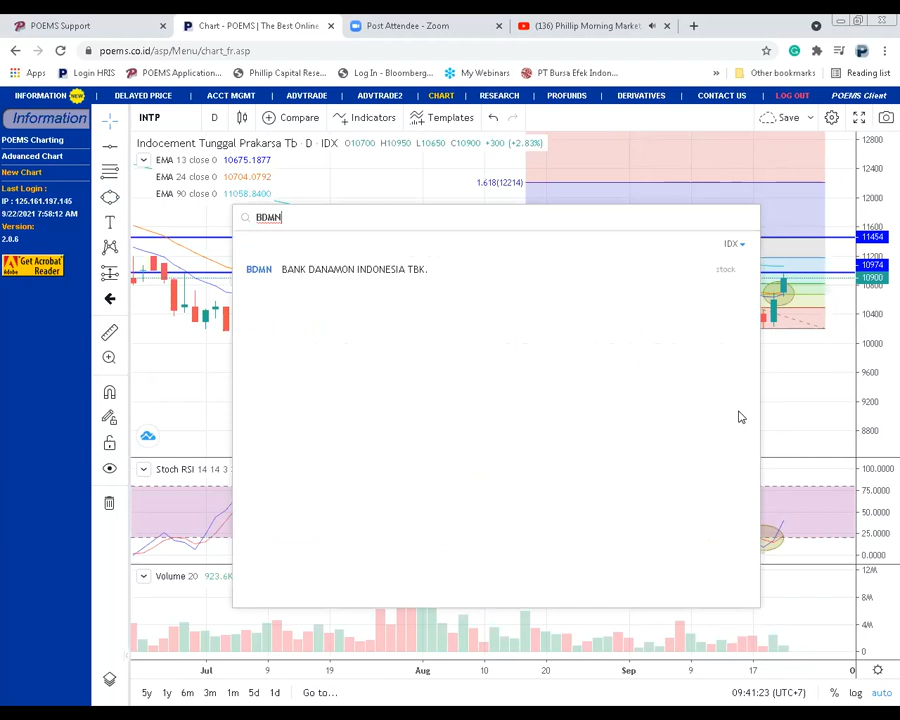 POEMS Support
Chart - POEMS | The Best Online
Post Attendee - Zoom
(136) Phillip Morning Market
poems.co.id/asp/Menu/chart_fr.asp
Apps
Login HRIS
POEMS Application...
Phillip Capital Rese...
Log In - Bloomberg...
My Webinars
PT Bursa Efek Indon...
»
Other bookmarks
Reading list
INFORMATION NEW
DELAYED PRICE
ACCT MGMT
ADVTRADE
ADVTRADE2
CHART
RESEARCH
PROFUNDS
DERIVATIVES
CONTACT US
LOG OUT
POEMS Client
Information
POEMS Charting
Advanced Chart
New Chart
Last Login :
IP : 125.161.197.145
9/22/2021 7:58:12 AM
Version :
2.0.6
Get Acrobat
Reader
INTP
D
Compare
Indicators
Templates
Save
Indocement Tunggal Prakarsa Tb · D · IDX O10700 H10950 L10650 C10900 +300 (+2.83%)
EMA 13 close 0 10675.1877
EMA 24 close 0 10704.0792
EMA 90 close 0 11058.8400
1.618(12214)
BDMN
IDX
BDMN BANK DANAMON INDONESIA TBK. stock
12800
12400
12000
11600
11454
11200
10974
10900
10800
10400
10000
9600
9200
8800
Stoch RSI 14 14 3 3
100.0000
75.0000
50.0000
25.0000
0.0000
Volume 20 923.6K
12M
8M
4M
0
Jul
9
19
Aug
10
20
Sep
9
17
5y
1y
6m
3m
1m
5d
1d
Go to...
09:41:23 (UTC+7)
%
log
auto